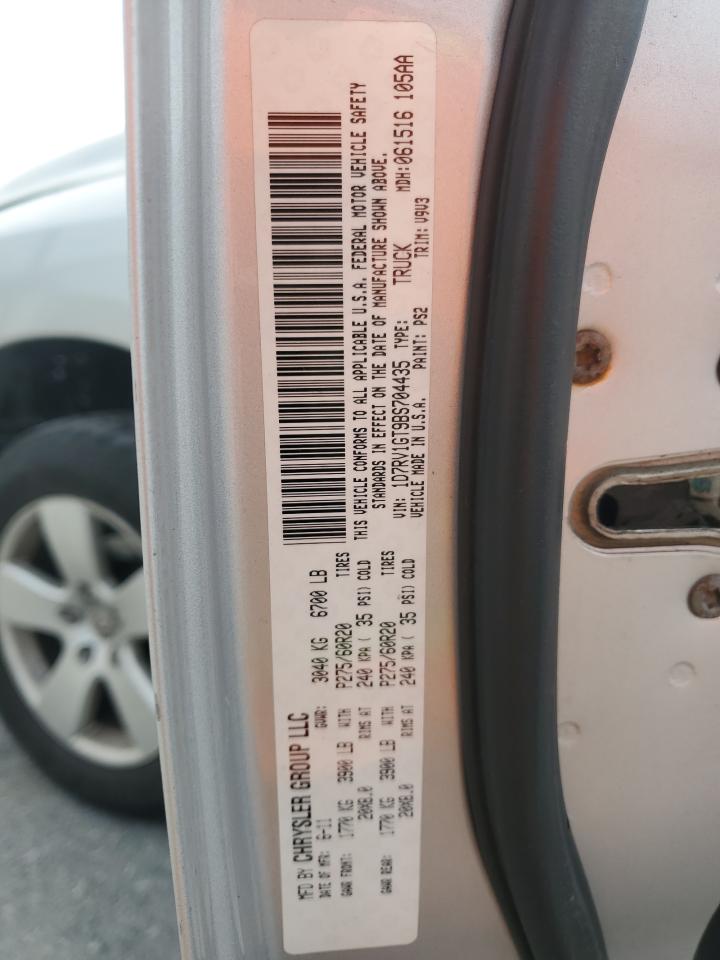 MFD BY CHRYSLER GROUP LLC
DATE OF MFR: 6-11 GVWR: 3040 KG 6700 LB
GAWR FRONT: 1770 KG 3900 LB WITH P275/60R20 TIRES
20X8.0 RIMS AT 240 KPA ( 35 PSI) COLD
GAWR REAR: 1770 KG 3900 LB WITH P275/60R20 TIRES
20X8.0 RIMS AT 240 KPA ( 35 PSI) COLD
THIS VEHICLE CONFORMS TO ALL APPLICABLE U.S.A. FEDERAL MOTOR VEHICLE SAFETY
STANDARDS IN EFFECT ON THE DATE OF MANUFACTURE SHOWN ABOVE.
VIN: 1D7RV1GT9BS704435 TYPE: TRUCK MDH:061516 105AA
VEHICLE MADE IN U.S.A. PAINT: PS2 TRIM: V9V3